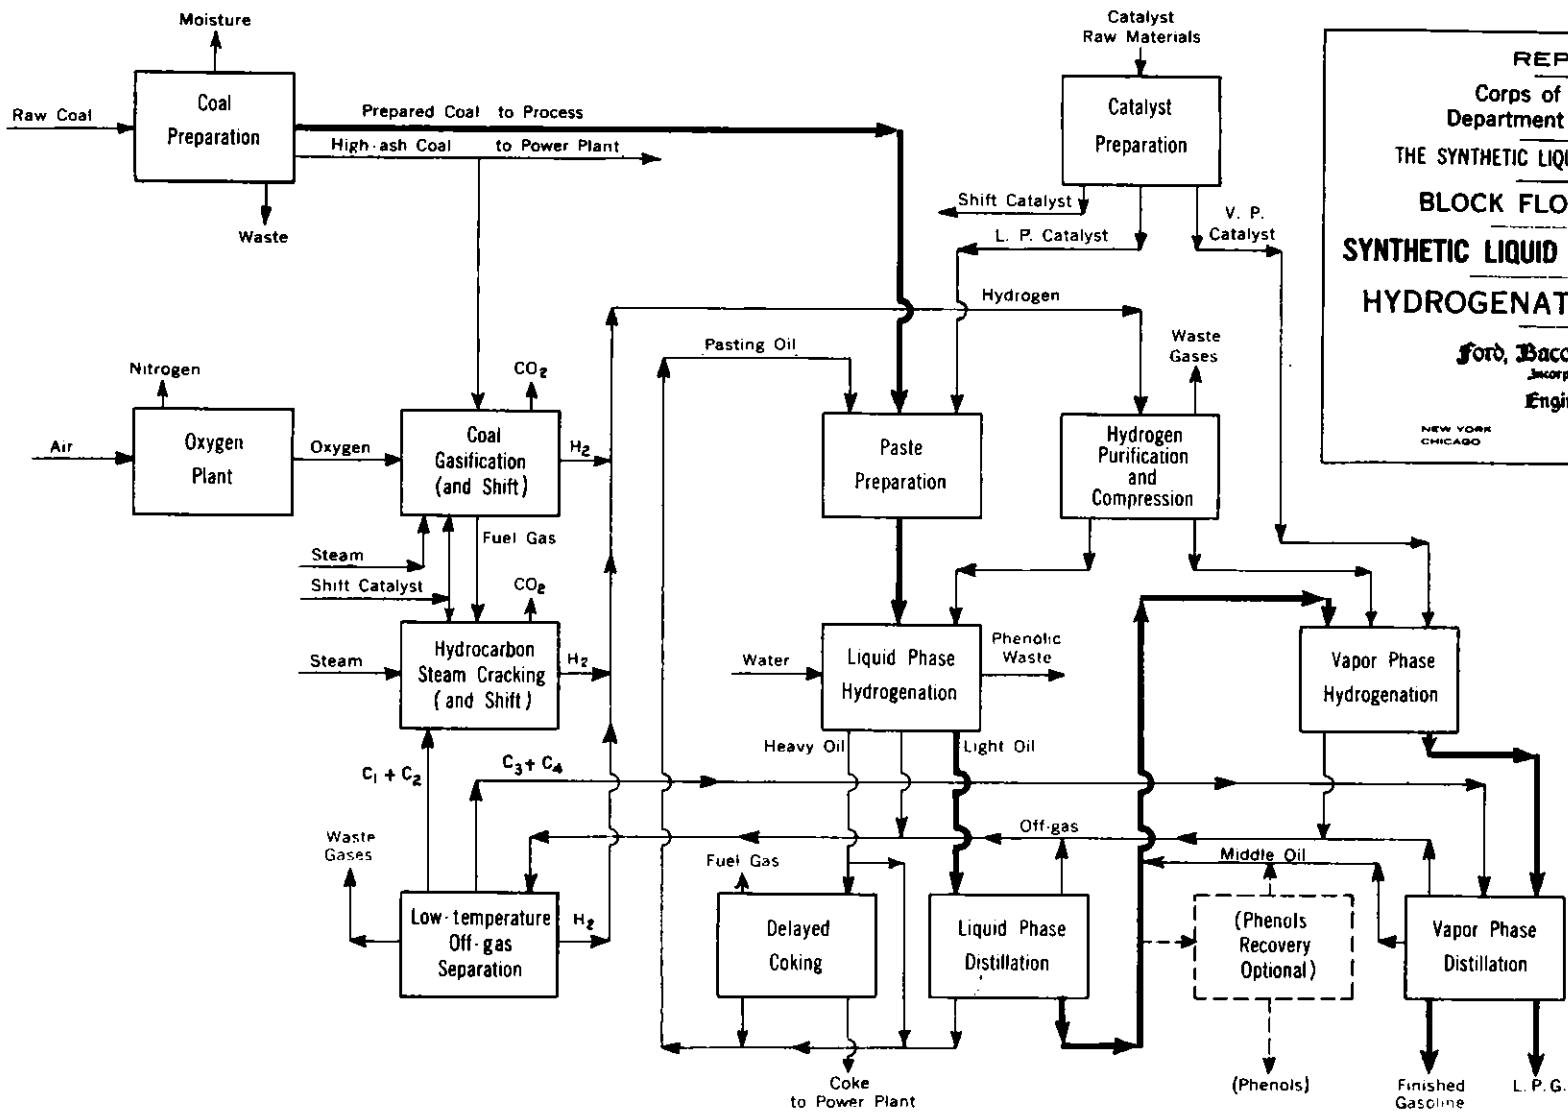 Moisture
Raw Coal
Coal
Preparation
Waste
Prepared Coal to Process
High-ash Coal to Power Plant
Catalyst
Raw Materials
Catalyst
Preparation
Shift Catalyst
L. P. Catalyst
V. P.
Catalyst
Hydrogen
Pasting Oil
Waste
Gases
Nitrogen
Air
Oxygen
Plant
Oxygen
CO2
Coal
Gasification
(and Shift)
H2
Paste
Preparation
Hydrogen
Purification
and
Compression
Steam
Shift Catalyst
Fuel Gas
CO2
Steam
Hydrocarbon
Steam Cracking
(and Shift)
H2
Water
Liquid Phase
Hydrogenation
Phenolic
Waste
Vapor Phase
Hydrogenation
Heavy Oil
Light Oil
C1 + C2
C3 + C4
Off-gas
Middle Oil
Waste
Gases
Low-temperature
Off-gas
Separation
H2
Fuel Gas
Delayed
Coking
Liquid Phase
Distillation
(Phenols
Recovery
Optional)
Vapor Phase
Distillation
Coke
to Power Plant
(Phenols)
Finished
Gasoline
L. P. G.
REP
Corps of
Department
THE SYNTHETIC LIQU
BLOCK FLO
SYNTHETIC LIQUID
HYDROGENAT
Ford, Baco
Incorp
Engin
NEW YORK
CHICAGO